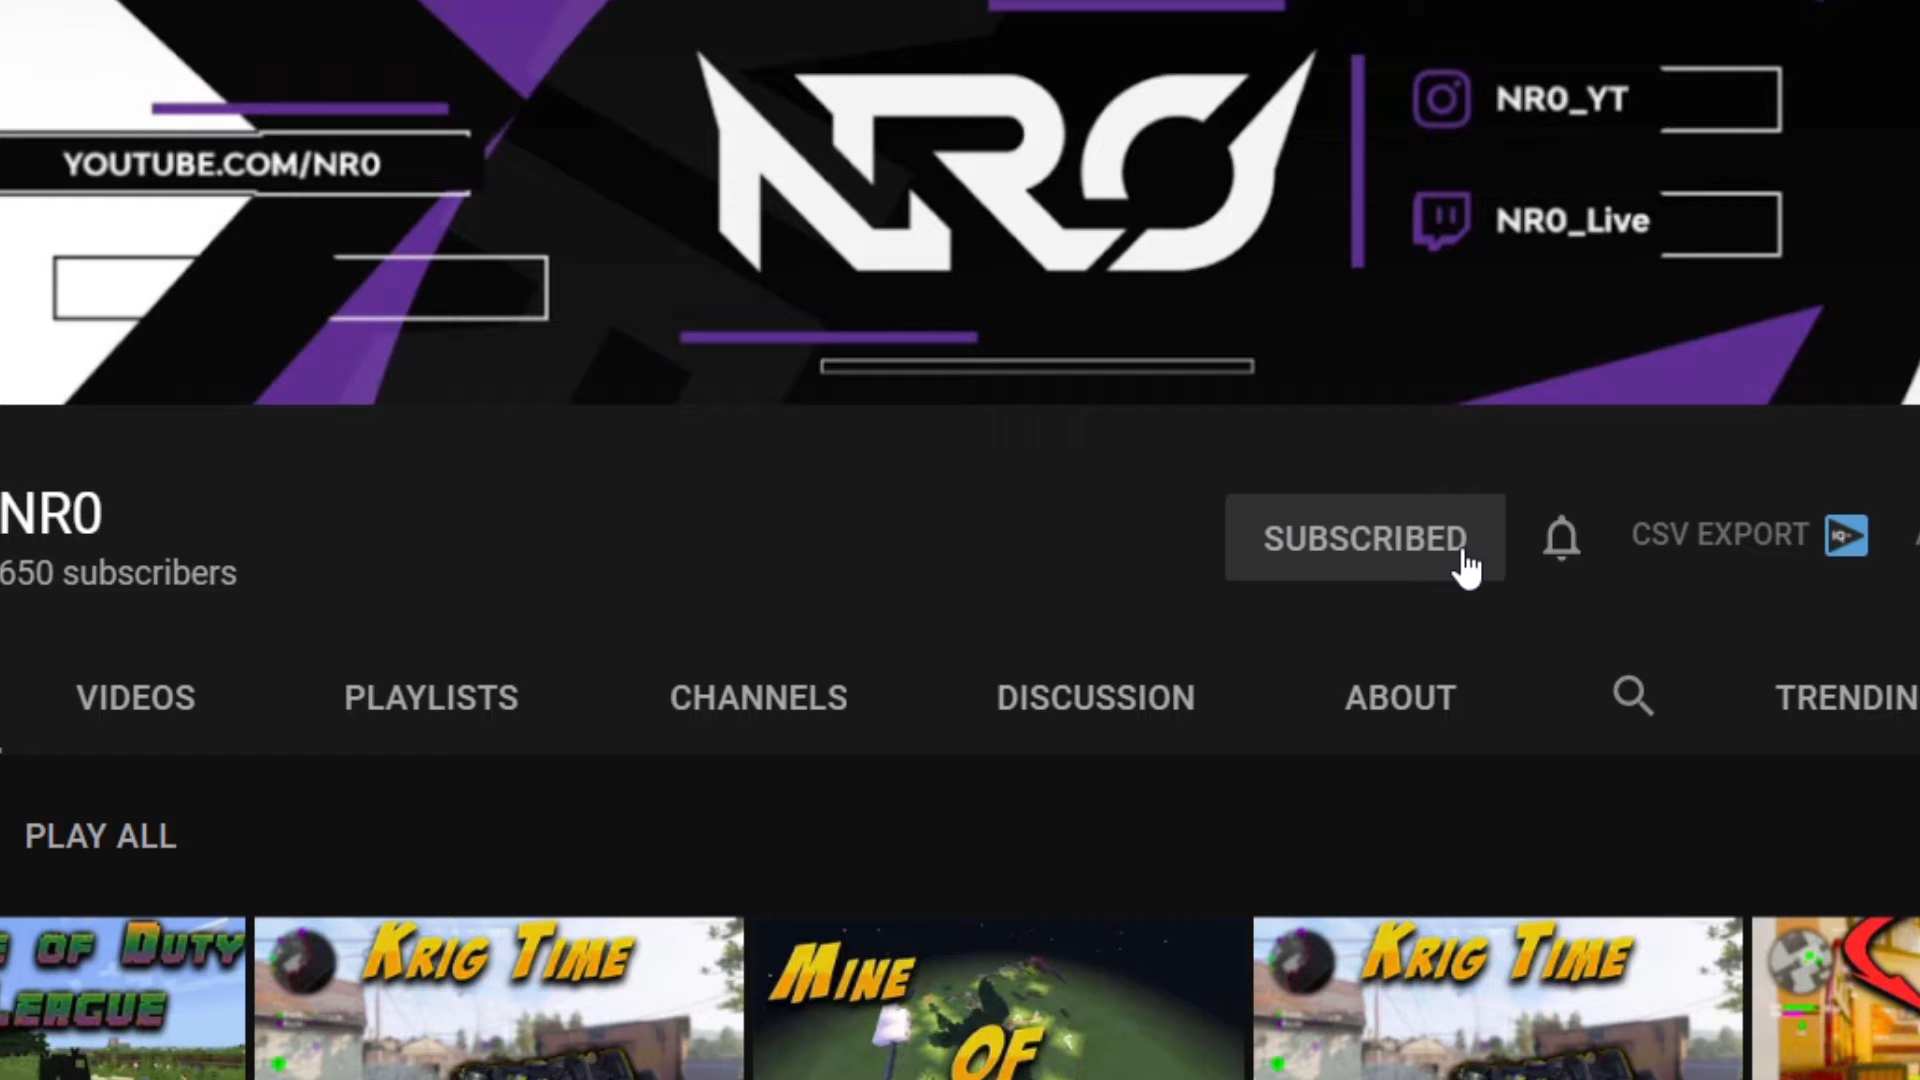 YOUTUBE.COM/NR0
NRO
NR0_YT
NR0_Live
NR0
650 subscribers
SUBSCRIBED
CSV EXPORT
IQ
VIDEOS
PLAYLISTS
CHANNELS
DISCUSSION
ABOUT
TRENDIN
PLAY ALL
E OF DUTY
LEAGUE
KRIG TIME
MINE
OF
KRIG TIME